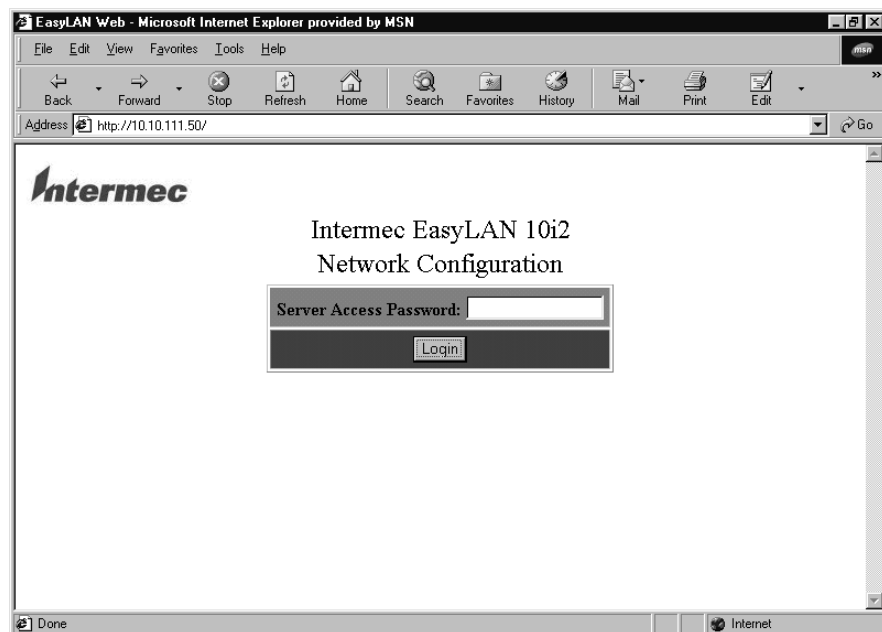 EasyLAN Web - Microsoft Internet Explorer provided by MSN
File Edit View Favorites Tools Help
msn
Back Forward Stop Refresh Home Search Favorites History Mail Print Edit »
Address http://10.10.111.50/ Go
Intermec
Intermec EasyLAN 10i2
Network Configuration
Server Access Password:
Login
Done Internet